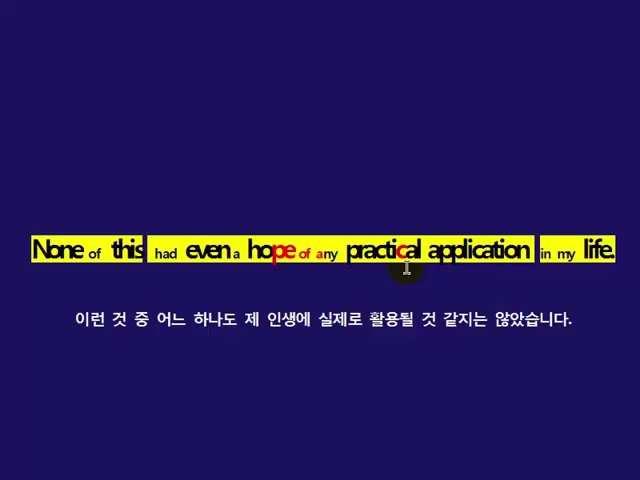 None of this had even a hope of any practical application in my life.
이런 것 중 어느 하나도 제 인생에 실제로 활용될 것 같지는 않았습니다.